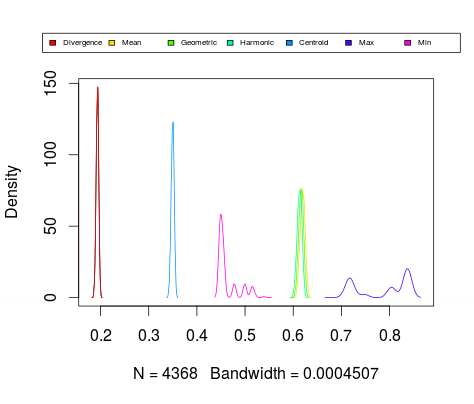 Divergence Mean Geometric Harmonic Centroid Max Min
150
100
50
0
Density
0.2 0.3 0.4 0.5 0.6 0.7 0.8
N = 4368 Bandwidth = 0.0004507